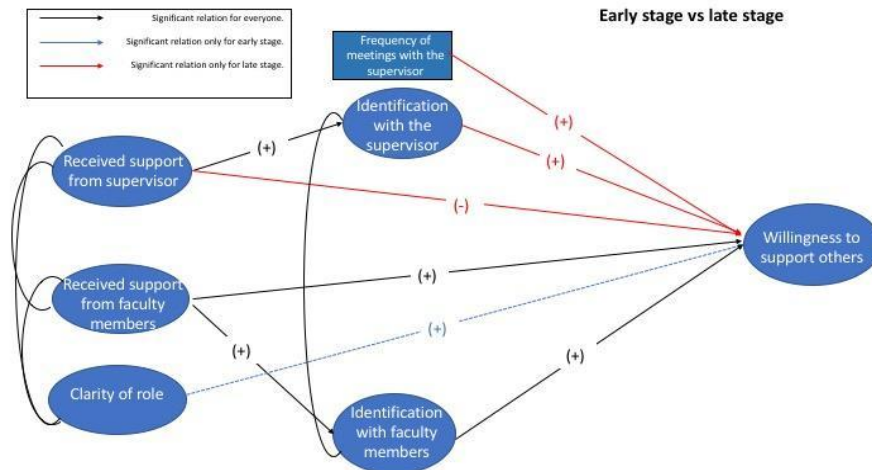 Early stage vs late stage
Significant relation for everyone.
Significant relation only for early stage.
Significant relation only for late stage.
Frequency of
meetings with the
supervisor
Identification
with the
supervisor
Received support
from supervisor
(+)
(+)
(+)
(-)
Willingness to
support others
Received support
from faculty
members
(+)
(+)
(+)
(+)
Clarity of role
Identification
with faculty
members